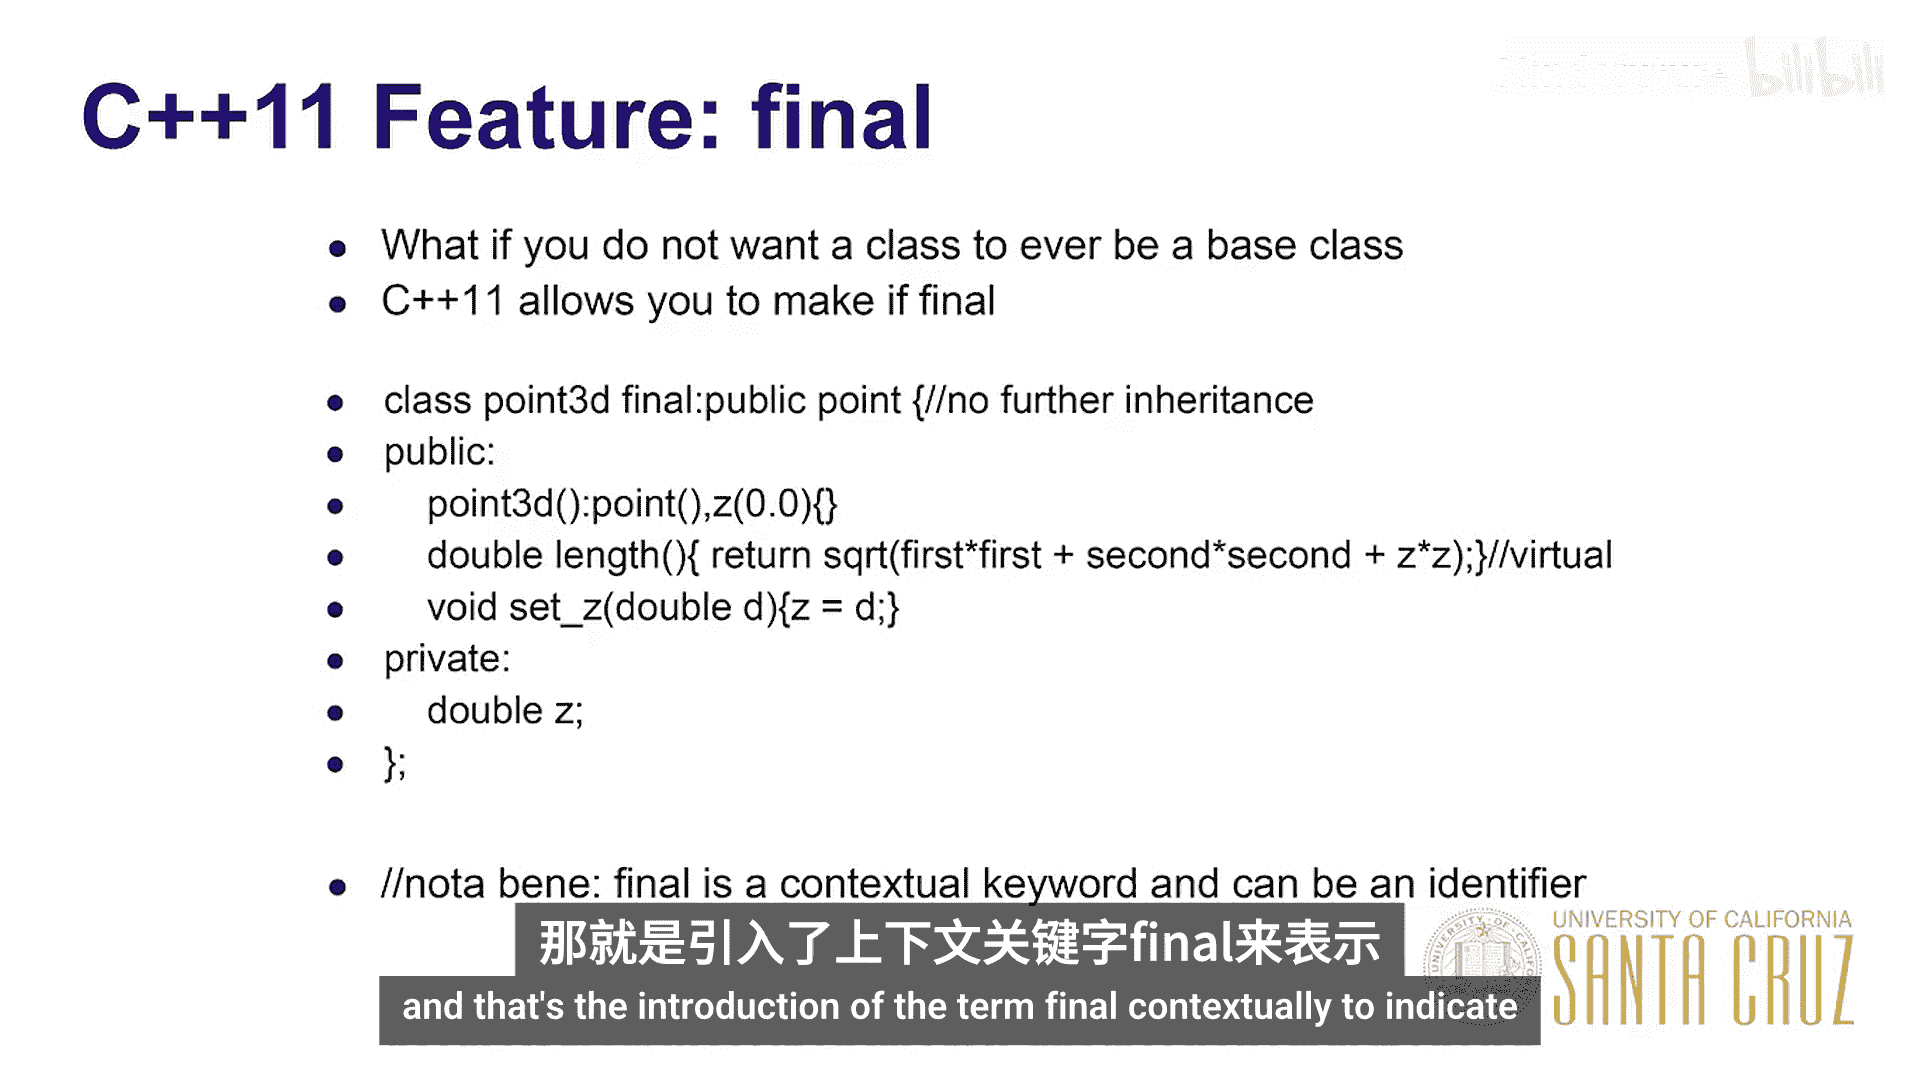 bilibili
C++11 Feature: final
• What if you do not want a class to ever be a base class
• C++11 allows you to make if final
• class point3d final:public point {//no further inheritance
• public:
• point3d():point(),z(0.0){}
• double length(){ return sqrt(first*first + second*second + z*z);}//virtual
• void set_z(double d){z = d;}
• private:
• double z;
• };
• //nota bene: final is a contextual keyword and can be an identifier
那就是引入了上下文关键字final来表示
and that's the introduction of the term final contextually to indicate
UNIVERSITY OF CALIFORNIA
SANTA CRUZ